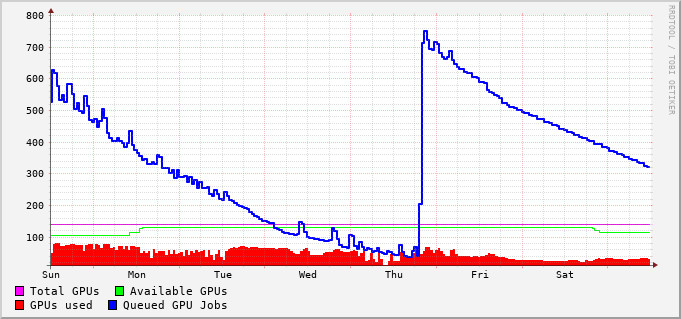 800
700
600
500
400
300
200
100
Sun Mon Tue Wed Thu Fri Sat
Total GPUs Available GPUs
GPUs used Queued GPU Jobs
RRDTOOL / TOBI OETIKER